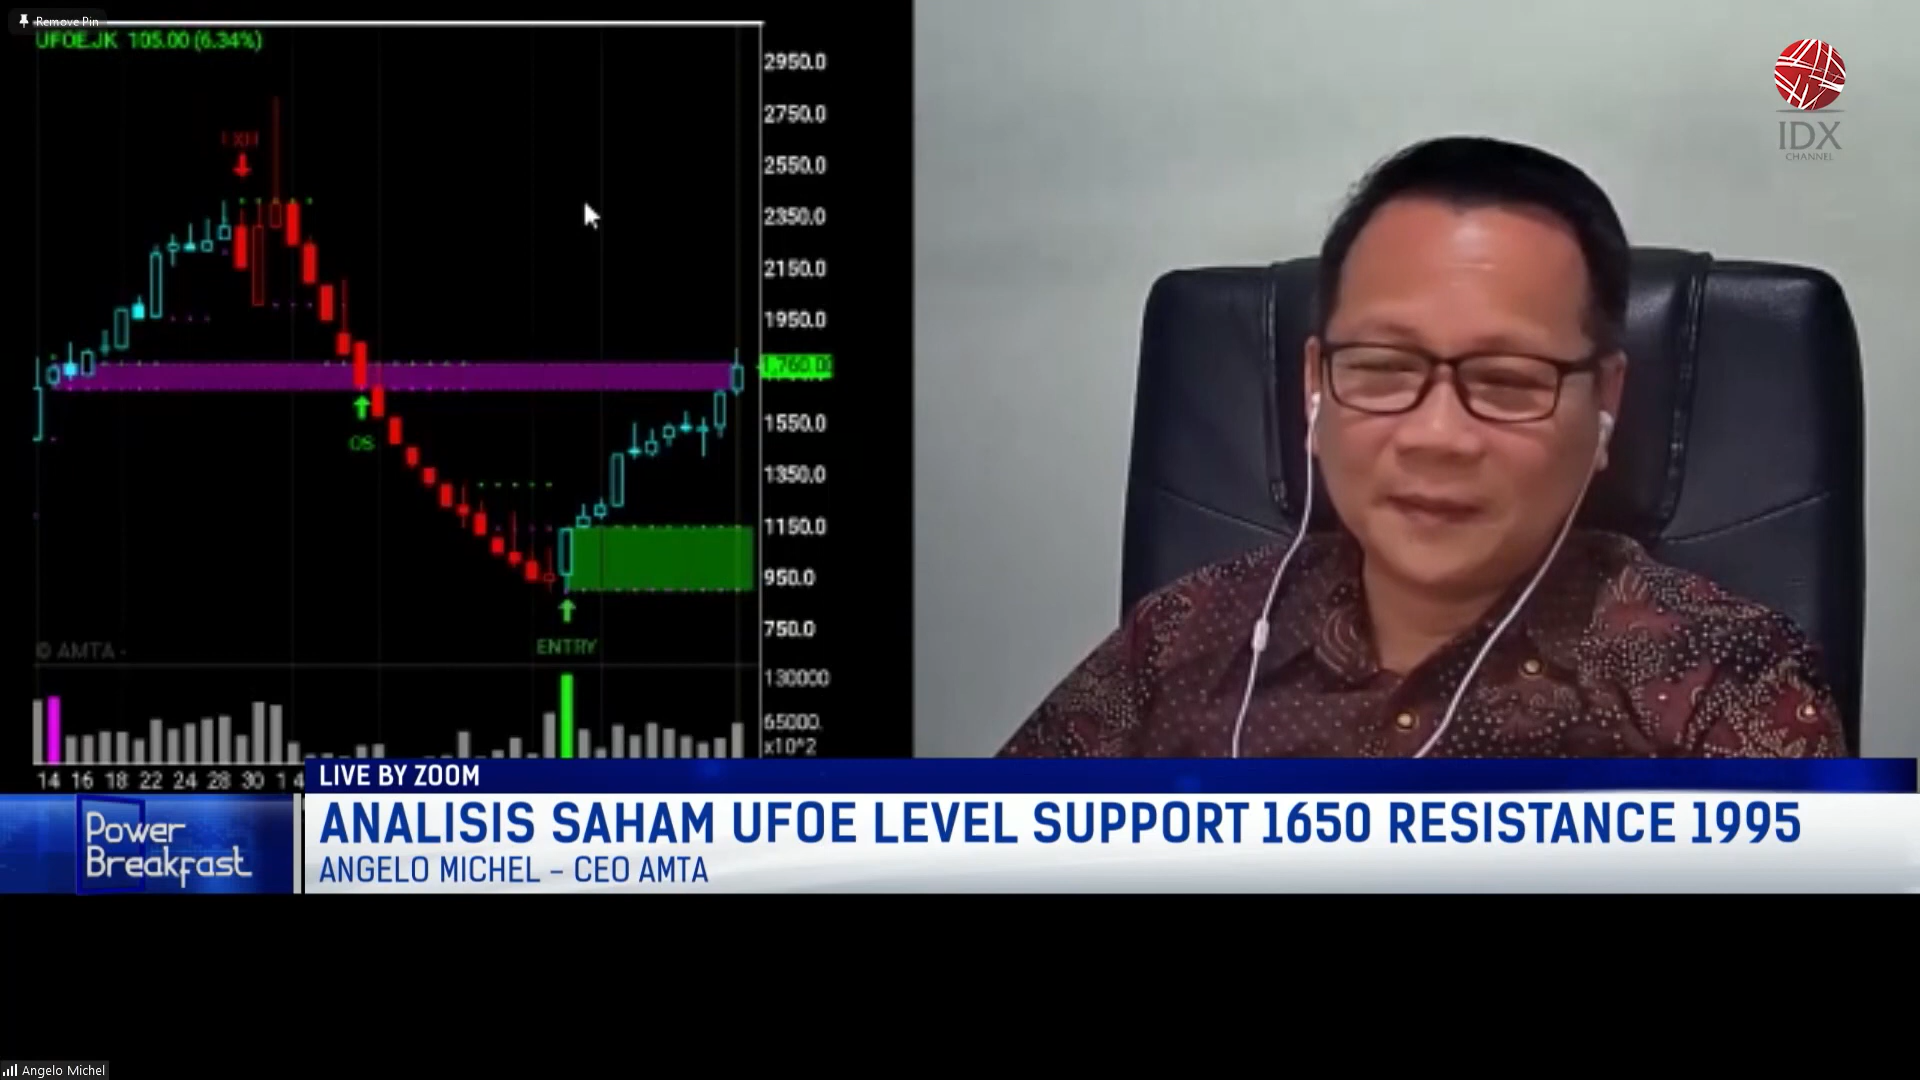 Remove Pin
UFOE.JK 105.00 (6.34%)
2950.0
2750.0
2550.0
2350.0
2150.0
1950.0
1,760.00
1550.0
1350.0
1150.0
950.0
750.0
OS
ENTRY
© AMTA -
130000
65000.
x10^2
14 16 18 22 24 28 30 1 4
IDX
CHANNEL
LIVE BY ZOOM
Power
Breakfast
ANALISIS SAHAM UFOE LEVEL SUPPORT 1650 RESISTANCE 1995
ANGELO MICHEL – CEO AMTA
Angelo Michel